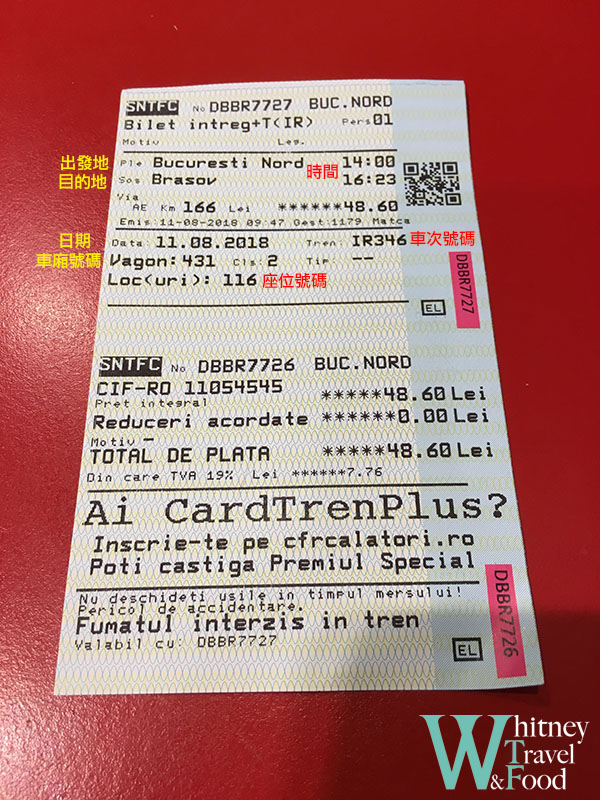 SNTFC No DBBR7727 BUC.NORD
Bilet intreg+T(IR) Pers 01
Motiv Leg.
出發地 Ple Bucuresti Nord 時間 14:00
目的地 Sos Brasov 16:23
Via
AE Km 166 Lei ******48.60
Emis:11-08-2018 09:47 Gest:1179 Matca
日期 Data: 11.08.2018 Tren: IR346 車次號碼
車廂號碼 Vagon: 431 Cls: 2 Tip --
Loc(uri): 116 座位號碼
DBBR7727
EL
SNTFC No DBBR7726 BUC.NORD
CIF-RO 11054545 *****48.60 Lei
Pret integral
Reduceri acordate ******0.00 Lei
Motiv —
TOTAL DE PLATA *****48.60 Lei
Din care TVA 19% Lei ******7.76
Ai CardTrenPlus?
Inscrie-te pe cfrcalatori.ro
Poti castiga Premiul Special
Nu deschideti usile in timpul mersului!
Pericol de accidentare.
Fumatul interzis in tren
Valabil cu: DBBR7727
DBBR7726
EL
Whitney
Travel
&Food